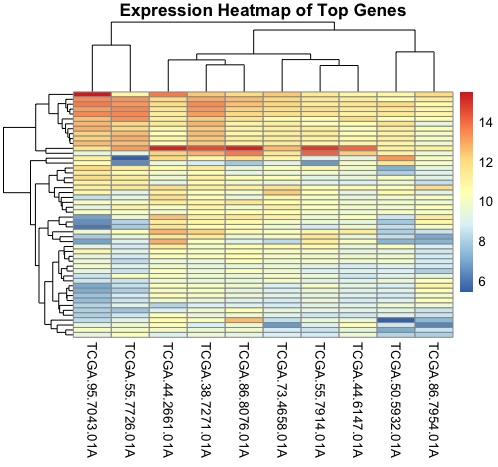 Expression Heatmap of Top Genes
14
12
10
8
6
TCGA.95.7043.01A
TCGA.55.7726.01A
TCGA.44.2661.01A
TCGA.38.7271.01A
TCGA.86.8076.01A
TCGA.73.4658.01A
TCGA.55.7914.01A
TCGA.44.6147.01A
TCGA.50.5932.01A
TCGA.86.7954.01A